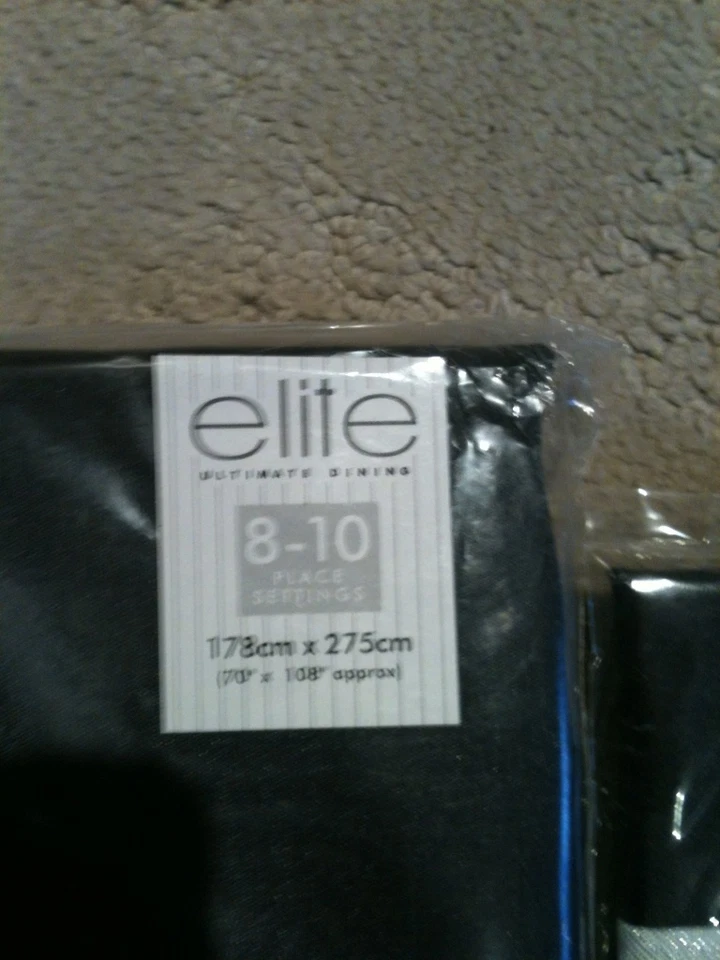 elite
ULTIMATE DINING
8-10
PLACE
SETTINGS
178cm x 275cm
(70" x 108" approx)